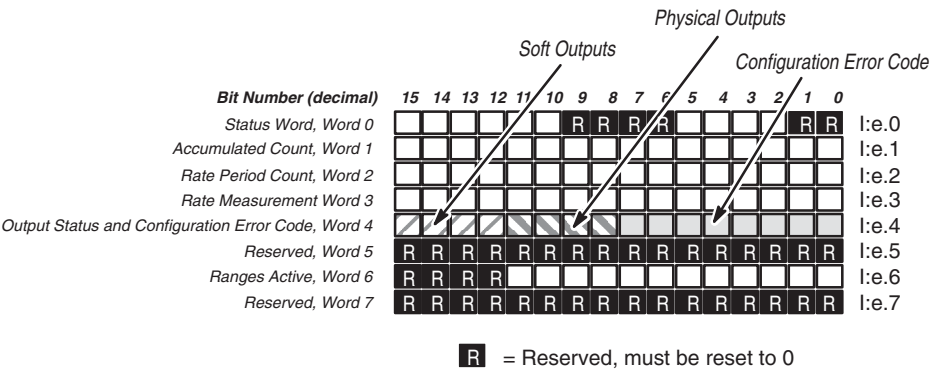 Physical Outputs
Soft Outputs
Configuration Error Code
Bit Number (decimal) 15 14 13 12 11 10 9 8 7 6 5 4 3 2 1 0
Status Word, Word 0 R R R R R R I:e.0
Accumulated Count, Word 1 I:e.1
Rate Period Count, Word 2 I:e.2
Rate Measurement Word 3 I:e.3
Output Status and Configuration Error Code, Word 4 I:e.4
Reserved, Word 5 R R R R R R R R R R R R R R R R I:e.5
Ranges Active, Word 6 R R R R I:e.6
Reserved, Word 7 R R R R R R R R R R R R R R R R I:e.7
R = Reserved, must be reset to 0